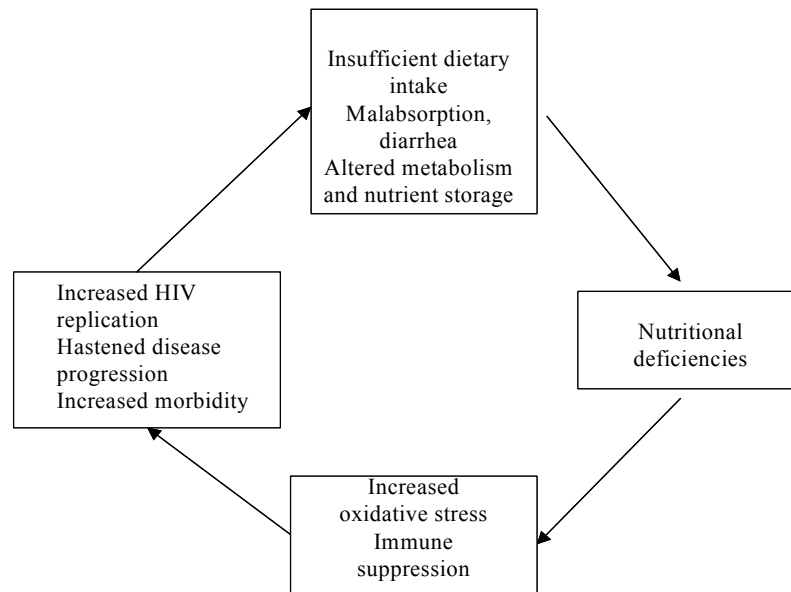 Insufficient dietary
intake
Malabsorption,
diarrhea
Altered metabolism
and nutrient storage
Increased HIV
replication
Hastened disease
progression
Increased morbidity
Nutritional
deficiencies
Increased
oxidative stress
Immune
suppression